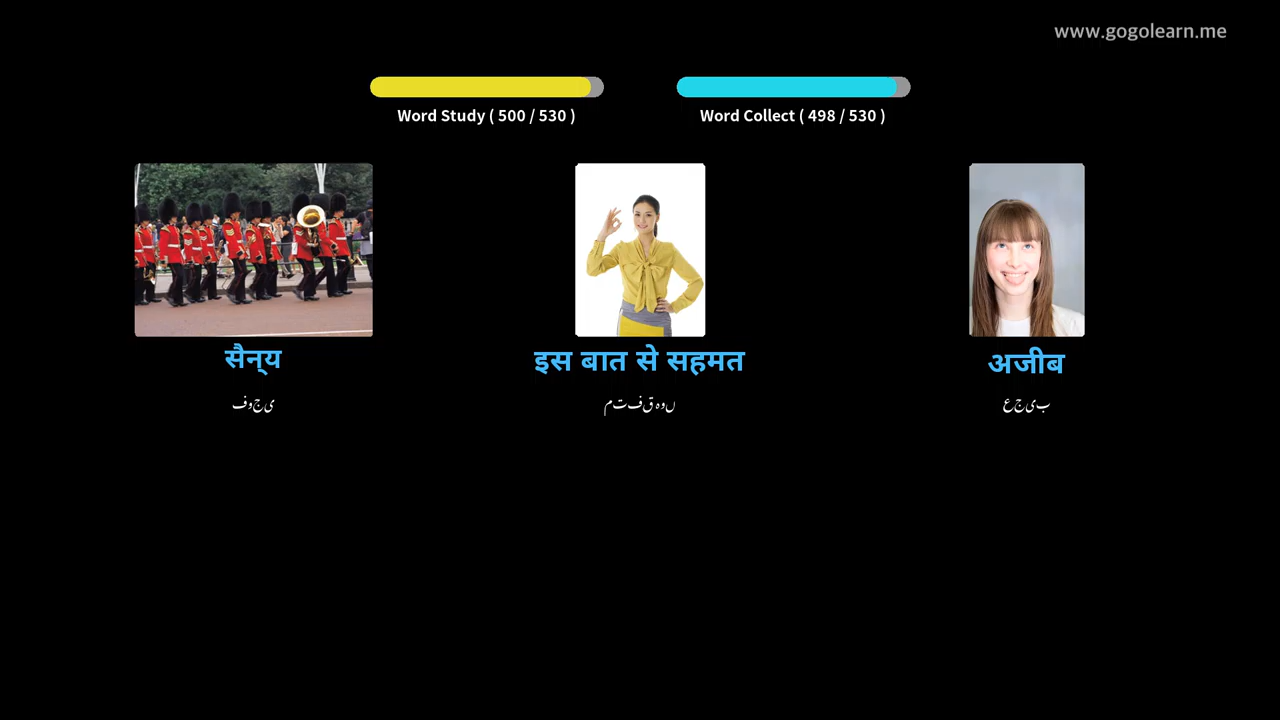 www.gogolearn.me
Word Study ( 500 / 530 )
Word Collect ( 498 / 530 )
सैन्य
इस बात से सहमत
अजीब
فوجی
متفق ہوں
عجیب